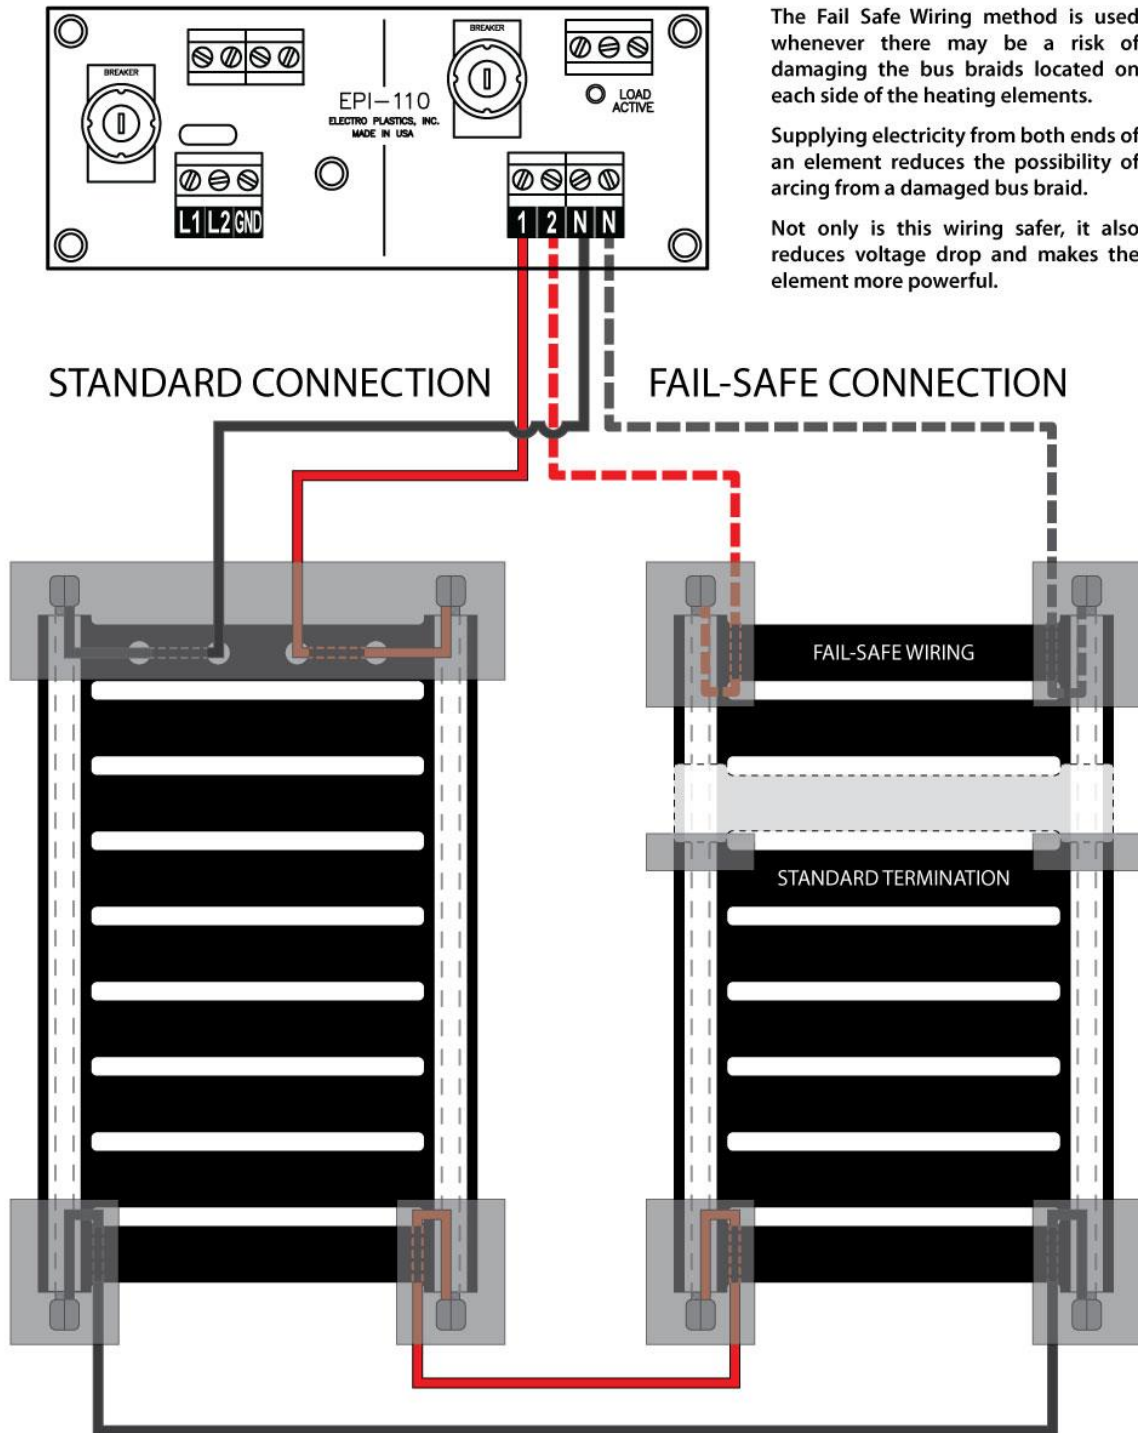 BREAKER
BREAKER
LOAD
ACTIVE
EPI-110
ELECTRO PLASTICS, INC.
MADE IN USA
L1 L2 GND
1 2 N N
The Fail Safe Wiring method is used
whenever there may be a risk of
damaging the bus braids located on
each side of the heating elements.
Supplying electricity from both ends of
an element reduces the possibility of
arcing from a damaged bus braid.
Not only is this wiring safer, it also
reduces voltage drop and makes the
element more powerful.
STANDARD CONNECTION
FAIL-SAFE CONNECTION
FAIL-SAFE WIRING
STANDARD TERMINATION